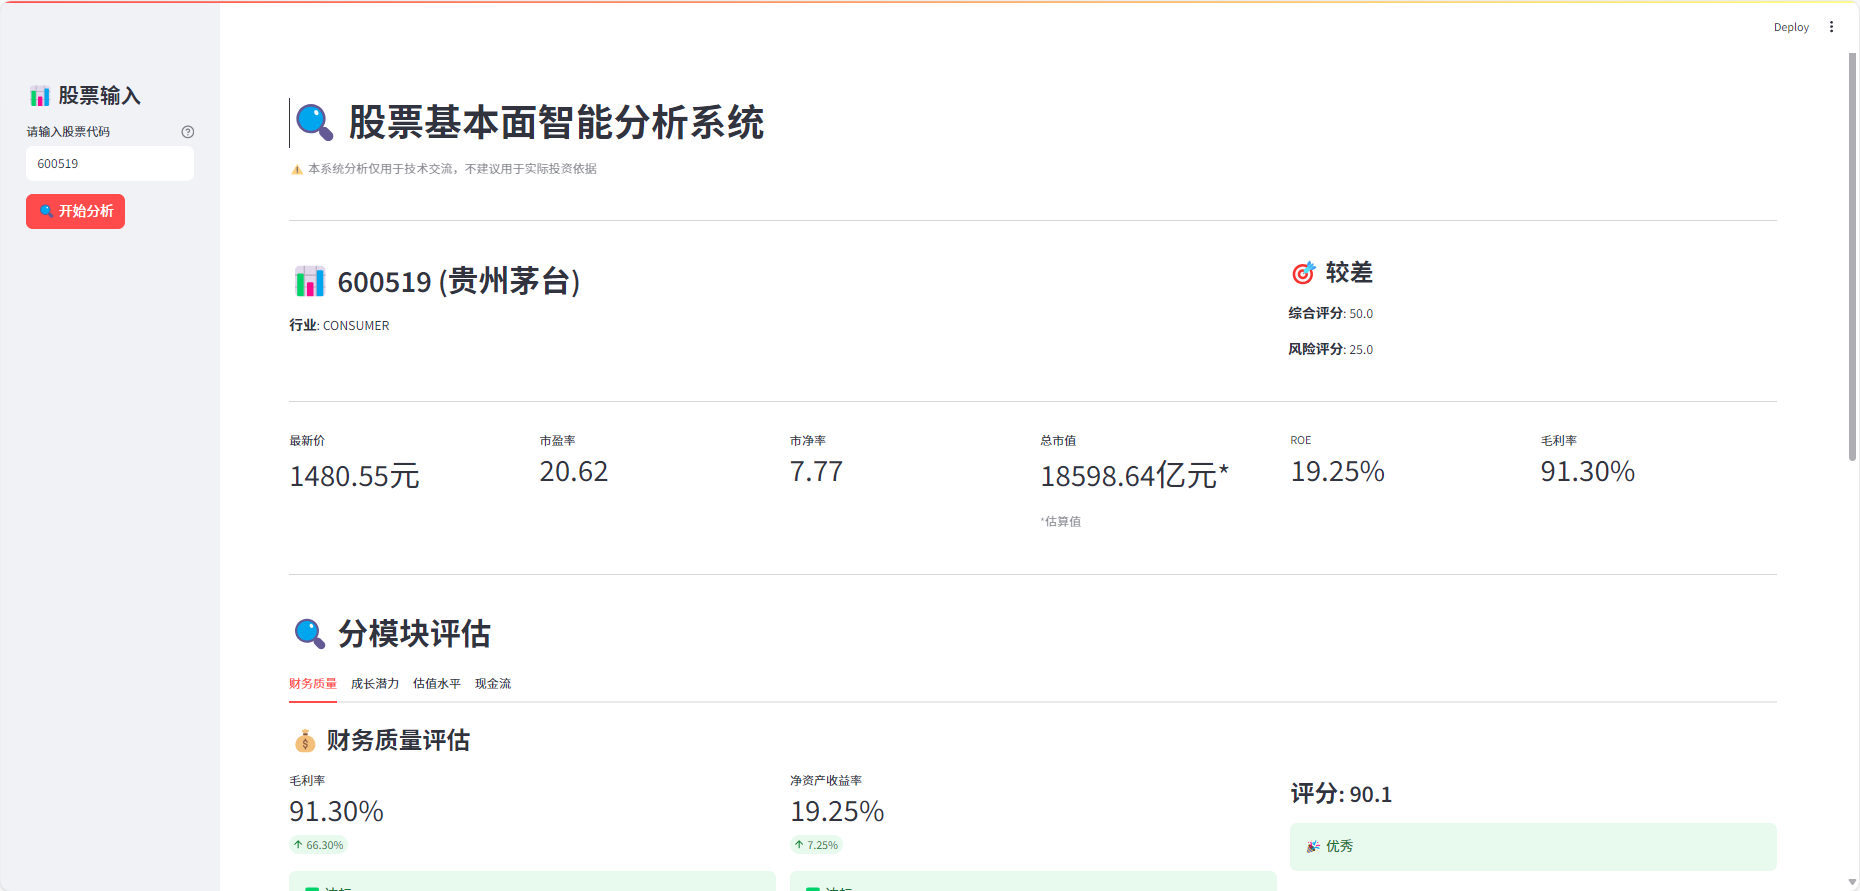 Deploy
股票输入
请输入股票代码
600519
开始分析
股票基本面智能分析系统
本系统分析仅用于技术交流，不建议用于实际投资依据
600519 (贵州茅台)
行业: CONSUMER
较差
综合评分: 50.0
风险评分: 25.0
最新价
1480.55元
市盈率
20.62
市净率
7.77
总市值
18598.64亿元*
*估算值
ROE
19.25%
毛利率
91.30%
分模块评估
财务质量 成长潜力 估值水平 现金流
财务质量评估
毛利率
91.30%
↑ 66.30%
净资产收益率
19.25%
↑ 7.25%
评分: 90.1
优秀